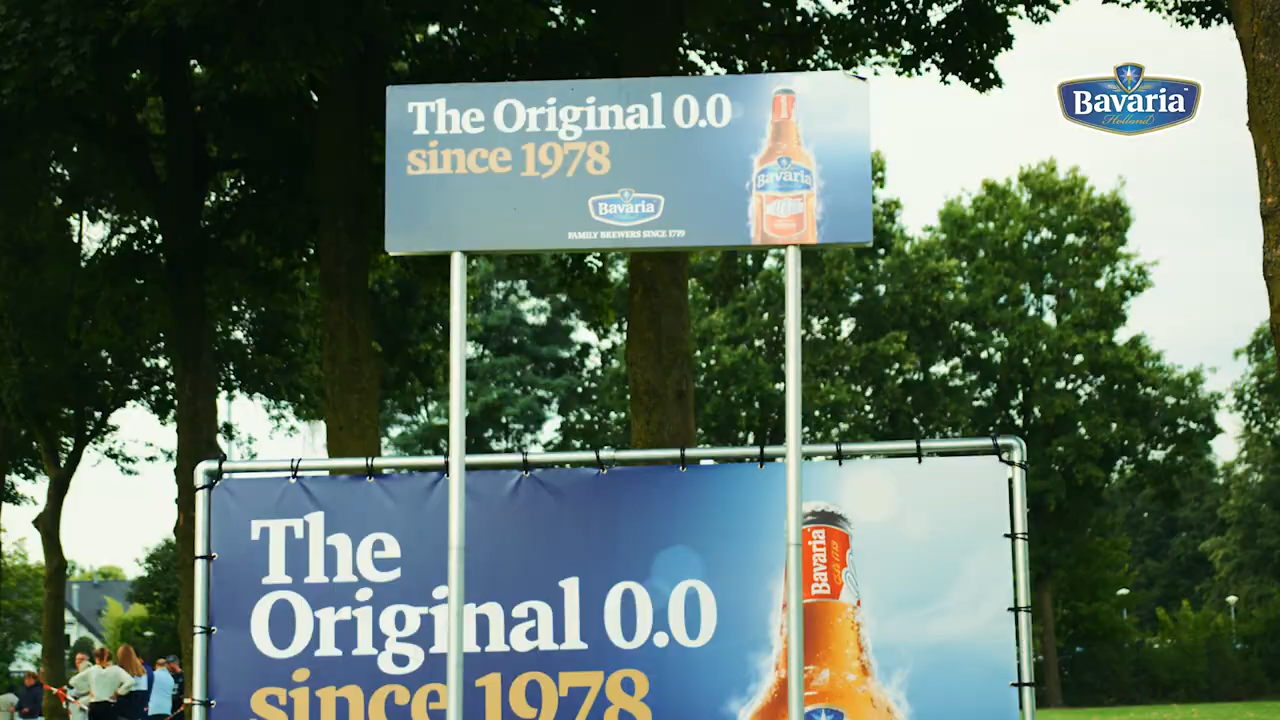 The Original 0.0
since 1978
Bavaria
FAMILY BREWERS SINCE 1719
Bavaria
Bavaria
Holland
The
Original 0.0
since 1978
Bavaria